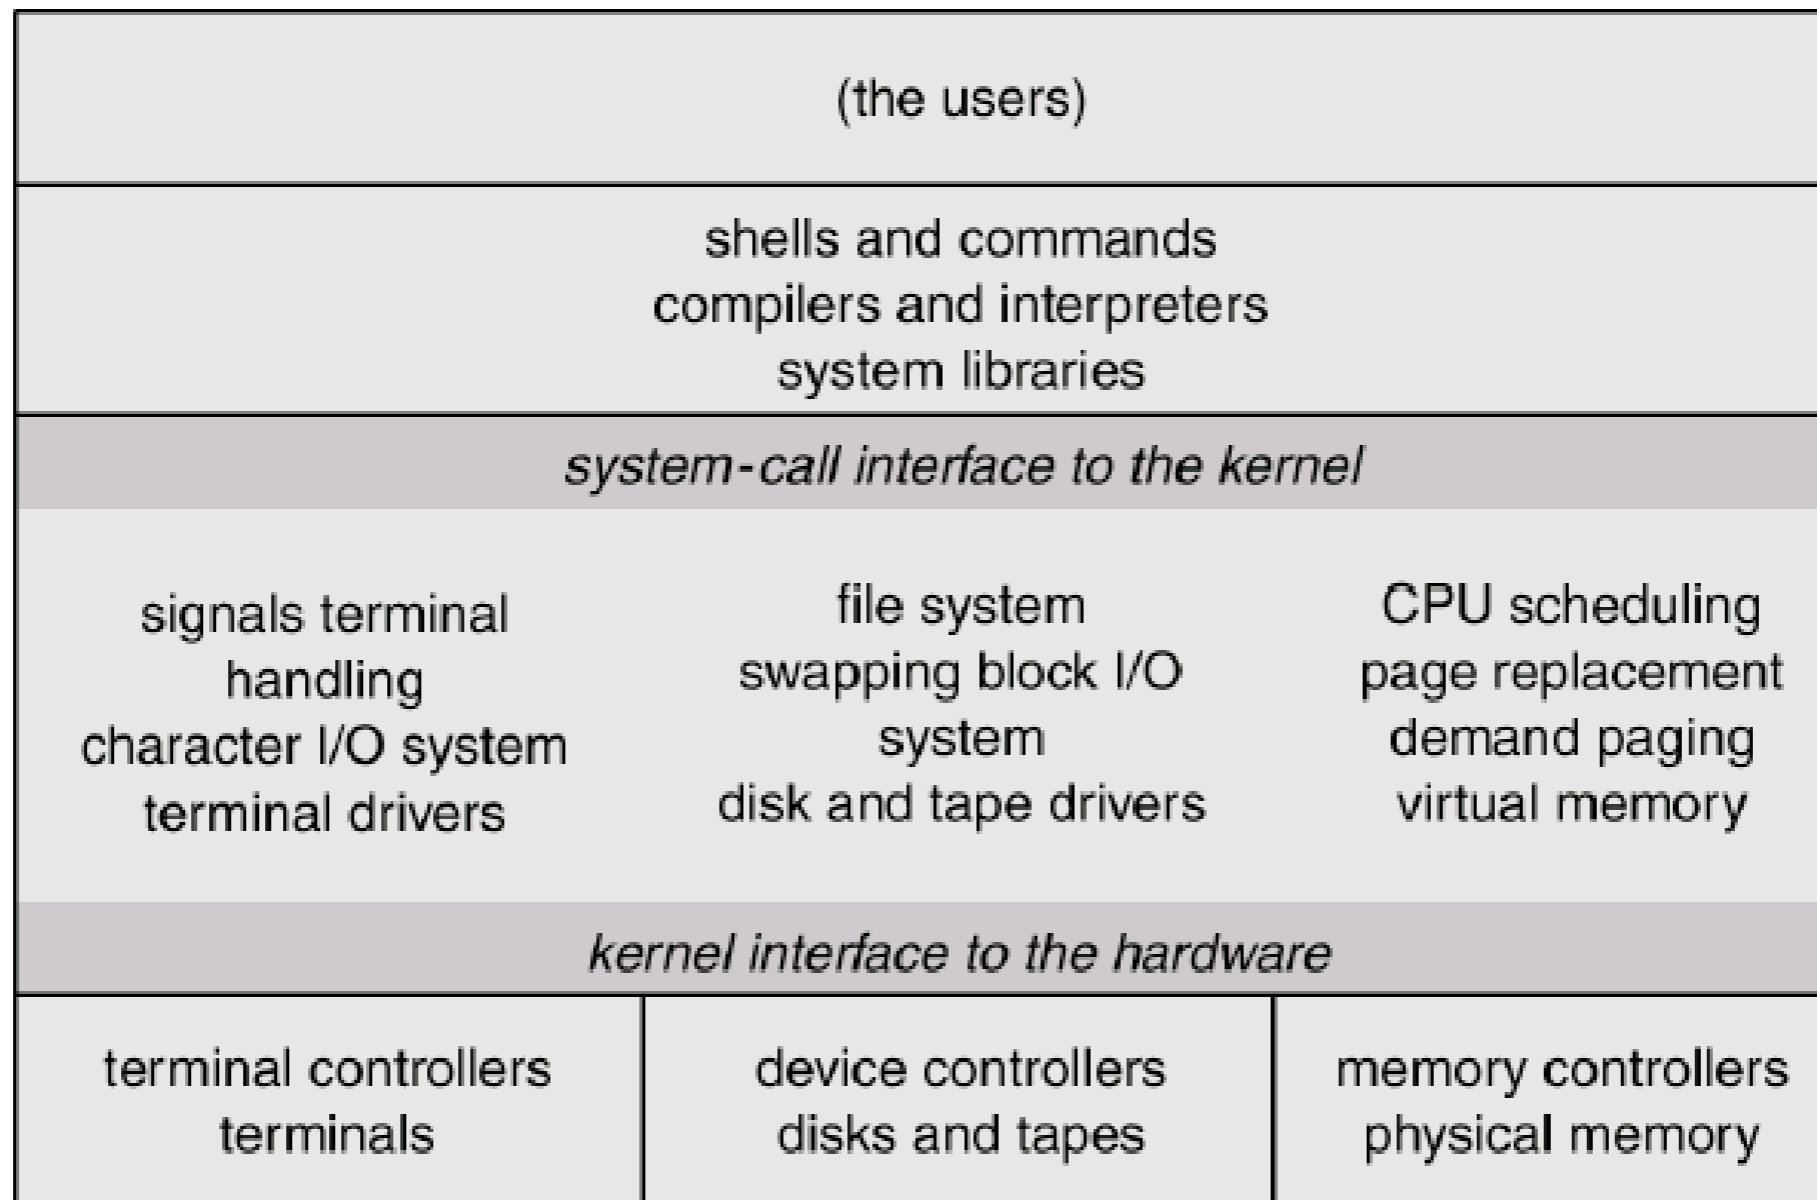 (the users)
shells and commands
compilers and interpreters
system libraries
system-call interface to the kernel
signals terminal
handling
character I/O system
terminal drivers
file system
swapping block I/O
system
disk and tape drivers
CPU scheduling
page replacement
demand paging
virtual memory
kernel interface to the hardware
terminal controllers
terminals
device controllers
disks and tapes
memory controllers
physical memory